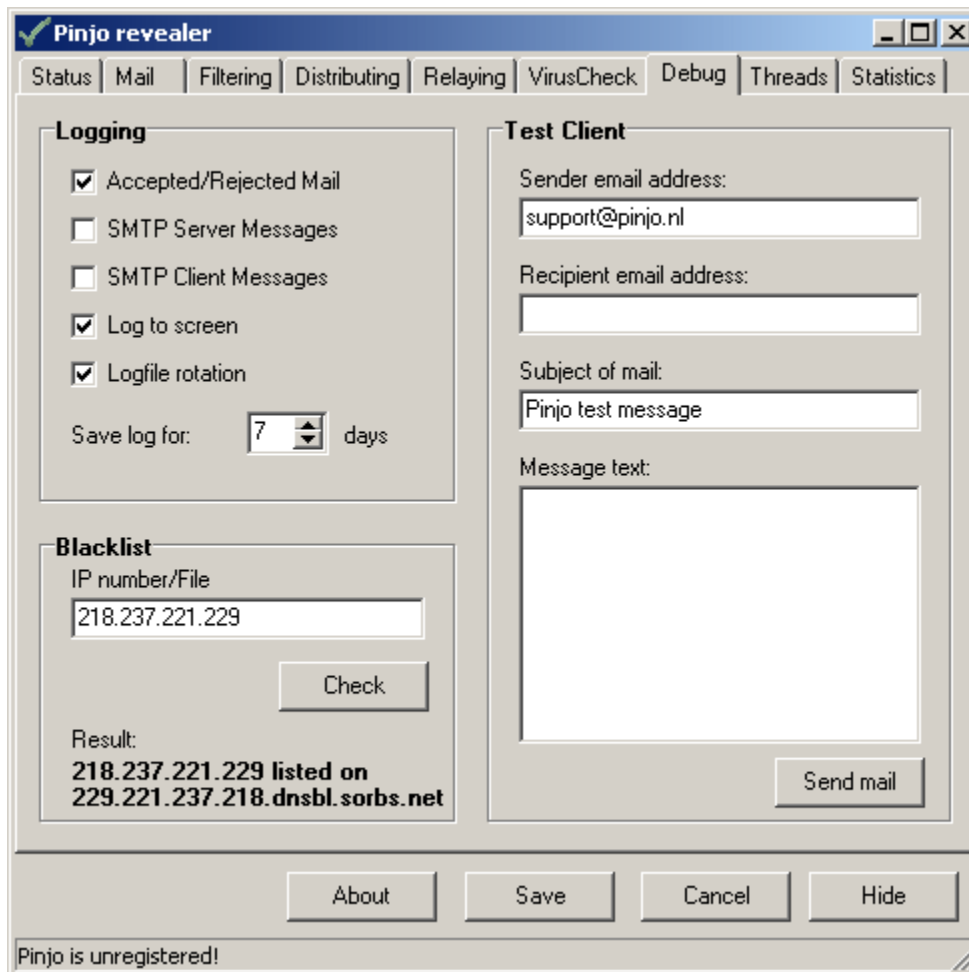 Pinjo revealer
Status Mail Filtering Distributing Relaying VirusCheck Debug Threads Statistics
Logging
Accepted/Rejected Mail
SMTP Server Messages
SMTP Client Messages
Log to screen
Logfile rotation
Save log for: 7 days
Blacklist
IP number/File
218.237.221.229
Check
Result:
218.237.221.229 listed on
229.221.237.218.dnsbl.sorbs.net
Test Client
Sender email address:
support@pinjo.nl
Recipient email address:
Subject of mail:
Pinjo test message
Message text:
Send mail
About Save Cancel Hide
Pinjo is unregistered!